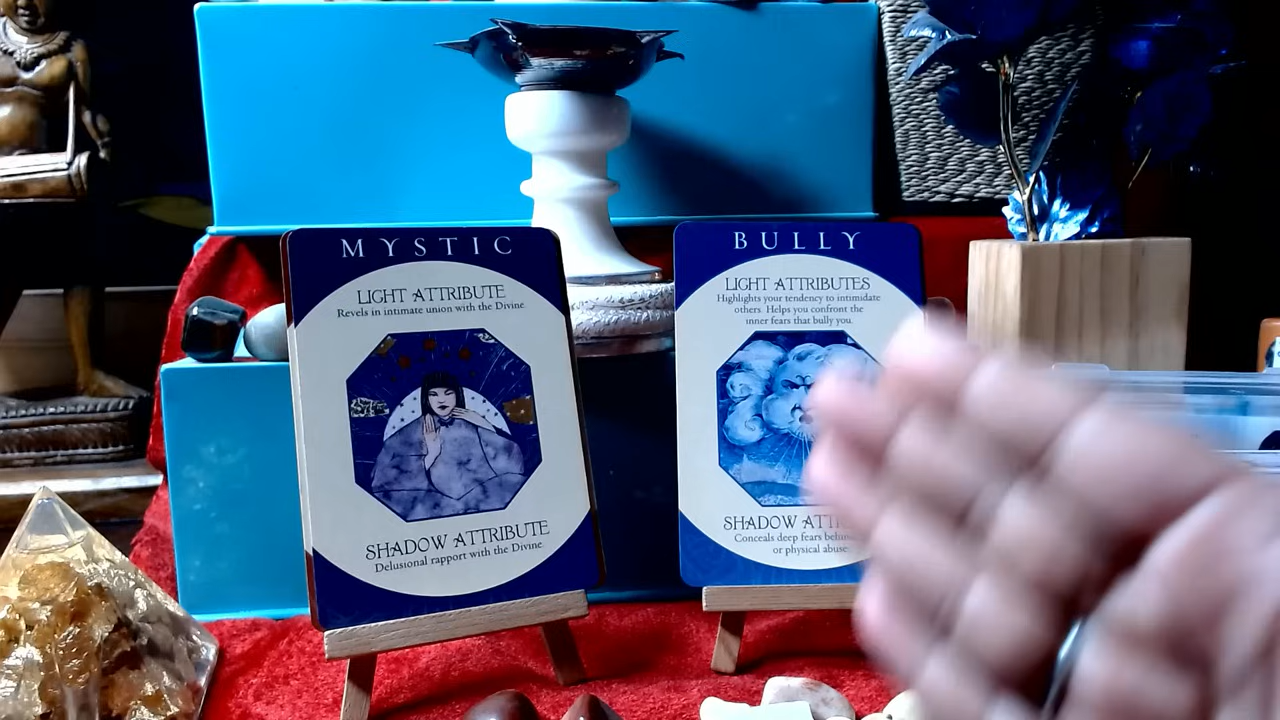 MYSTIC
LIGHT ATTRIBUTE
Revels in intimate union with the Divine.
SHADOW ATTRIBUTE
Delusional rapport with the Divine.
BULLY
LIGHT ATTRIBUTES
Highlights your tendency to intimidate
others. Helps you confront the
inner fears that bully you.
SHADOW
Conceals deep fears
or physical abuse.